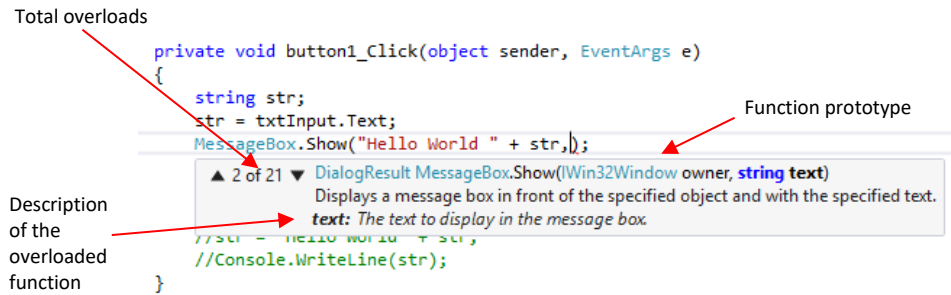 Total overloads
private void button1_Click(object sender, EventArgs e)
{
string str;
str = txtInput.Text;
Function prototype
MessageBox.Show("Hello World " + str,);
▲ 2 of 21 ▼ DialogResult MessageBox.Show(IWin32Window owner, string text)
Displays a message box in front of the specified object and with the specified text.
text: The text to display in the message box.
Description
of the
overloaded
function
//str = "Hello World" + str;
//Console.WriteLine(str);
}